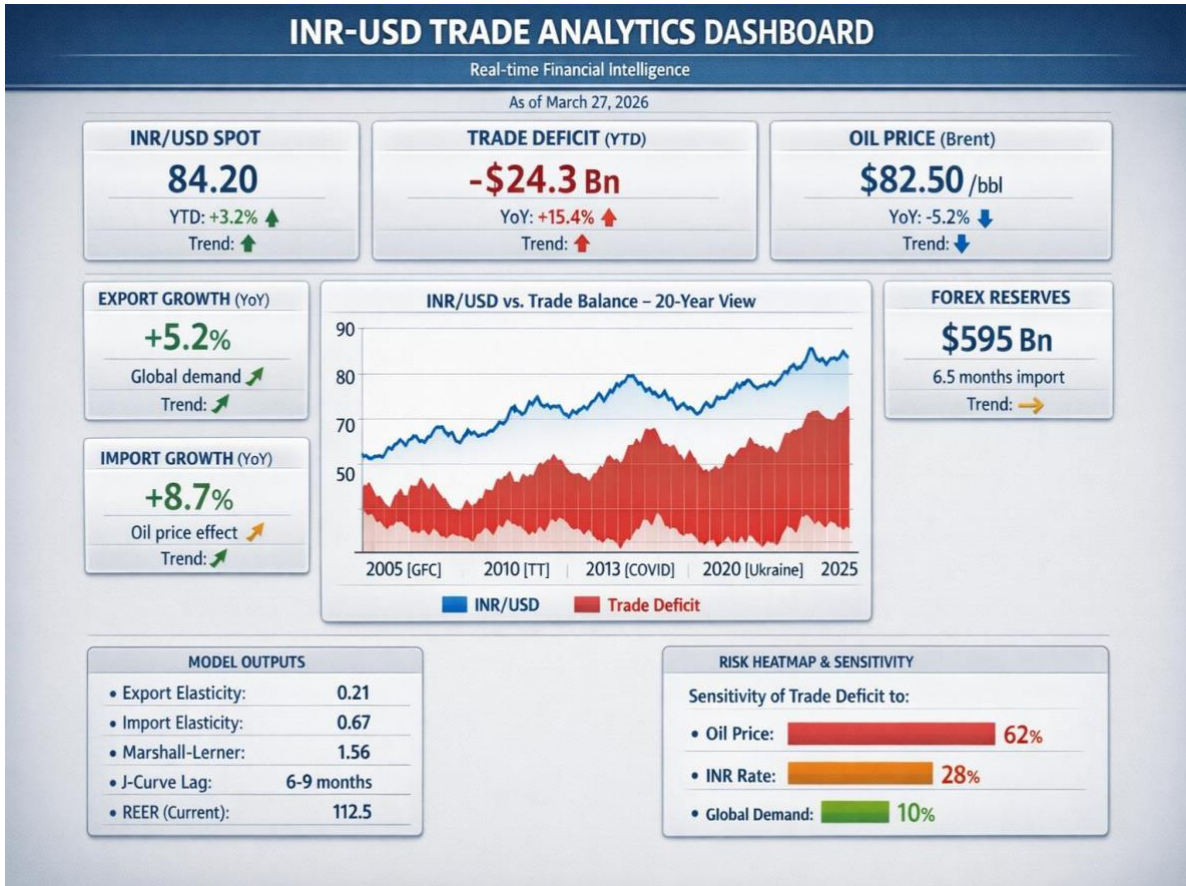 INR-USD TRADE ANALYTICS DASHBOARD
Real-time Financial Intelligence
As of March 27, 2026
INR/USD SPOT
84.20
YTD: +3.2%
Trend:
TRADE DEFICIT (YTD)
-$24.3 Bn
YoY: +15.4%
Trend:
OIL PRICE (Brent)
$82.50 /bbl
YoY: -5.2%
Trend:
EXPORT GROWTH (YoY)
+5.2%
Global demand
Trend:
IMPORT GROWTH (YoY)
+8.7%
Oil price effect
Trend:
INR/USD vs. Trade Balance – 20-Year View
90
80
70
50
2005 [GFC] 2010 [TT] 2013 [COVID] 2020 [Ukraine] 2025
INR/USD Trade Deficit
FOREX RESERVES
$595 Bn
6.5 months import
Trend:
MODEL OUTPUTS
• Export Elasticity: 0.21
• Import Elasticity: 0.67
• Marshall-Lerner: 1.56
• J-Curve Lag: 6-9 months
• REER (Current): 112.5
RISK HEATMAP & SENSITIVITY
Sensitivity of Trade Deficit to:
• Oil Price: 62%
• INR Rate: 28%
• Global Demand: 10%